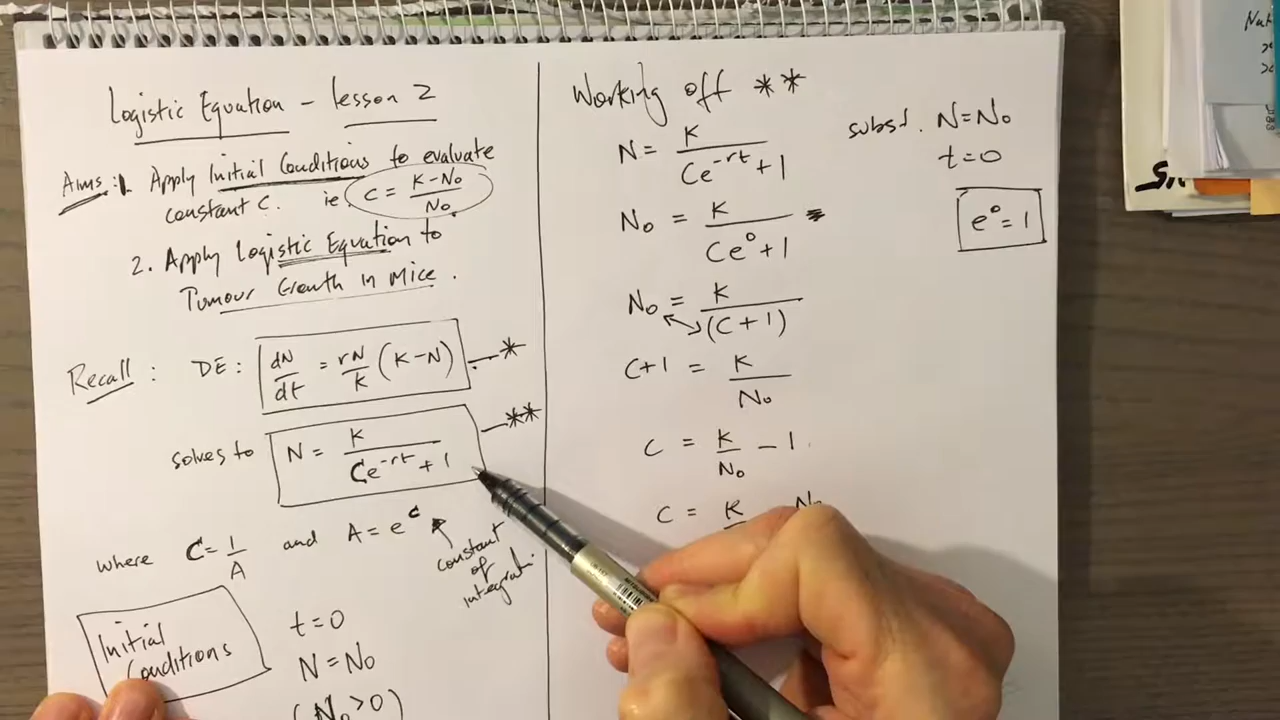 Logistic Equation - lesson 2
Aims: 1. Apply Initial Conditions to evaluate
constant C. ie C = K-N₀/N₀
2. Apply Logistic Equation to
Tumour Growth in Mice.
Recall: DE: dN/dt = rN/K (K-N) — *
solves to N = K/(Ce^-rt + 1) — **
where C = 1/A and A = e^c
constant
of
Initial
Conditions
t=0
N=N₀
(N₀>0)
Working off **
N = K/(Ce^-rt + 1)
N₀ = K/(Ce⁰ + 1)
N₀ = K/(C+1)
C+1 = K/N₀
C = K/N₀ - 1
C = K
subst. N=N₀
t=0
e⁰=1